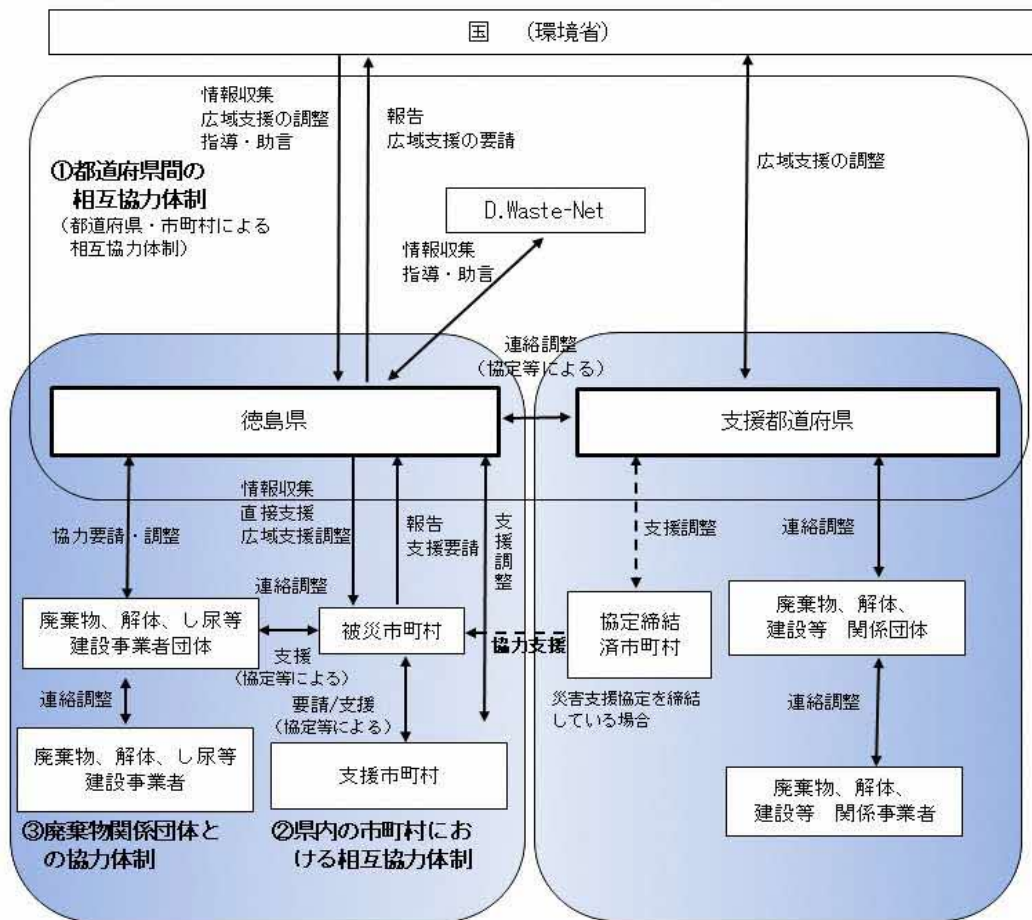 国　（環境省）
情報収集
広域支援の調整
指導・助言
報告
広域支援の要請
広域支援の調整
①都道府県間の
相互協力体制
（都道府県・市町村による
相互協力体制）
D.Waste-Net
情報収集
指導・助言
連絡調整
（協定等による）
徳島県
支援都道府県
協力要請・調整
情報収集
直接支援
広域支援調整
報告
支援要請
支援調整
支援調整
連絡調整
連絡調整
廃棄物、解体、し尿等
建設事業者団体
被災市町村
協力支援
協定締結
済市町村
廃棄物、解体、
建設等　関係団体
支援
（協定等による）
連絡調整
要請/支援
（協定等による）
災害支援協定を締結
している場合
連絡調整
廃棄物、解体、し尿等
建設事業者
支援市町村
廃棄物、解体、
建設等　関係事業者
③廃棄物関係団体と
の協力体制
②県内の市町村にお
ける相互協力体制